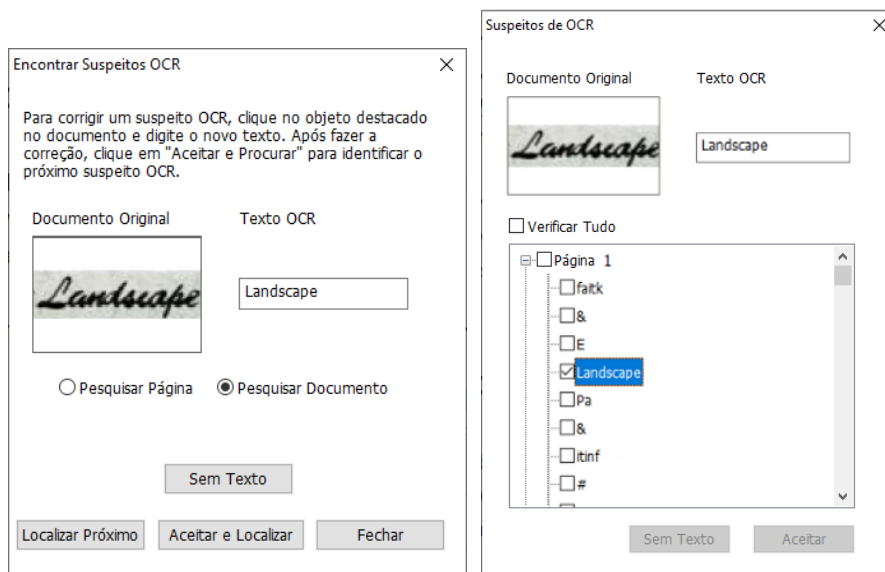 Encontrar Suspeitos OCR
Para corrigir um suspeito OCR, clique no objeto destacado
no documento e digite o novo texto. Após fazer a
correção, clique em "Aceitar e Procurar" para identificar o
próximo suspeito OCR.
Documento Original
Texto OCR
Landscape
Landscape
Pesquisar Página
Pesquisar Documento
Sem Texto
Localizar Próximo
Aceitar e Localizar
Fechar
Suspeitos de OCR
Documento Original
Texto OCR
Landscape
Landscape
Verificar Tudo
Página 1
faitk
&
E
Landscape
Pa
&
itinf
#
Sem Texto
Aceitar